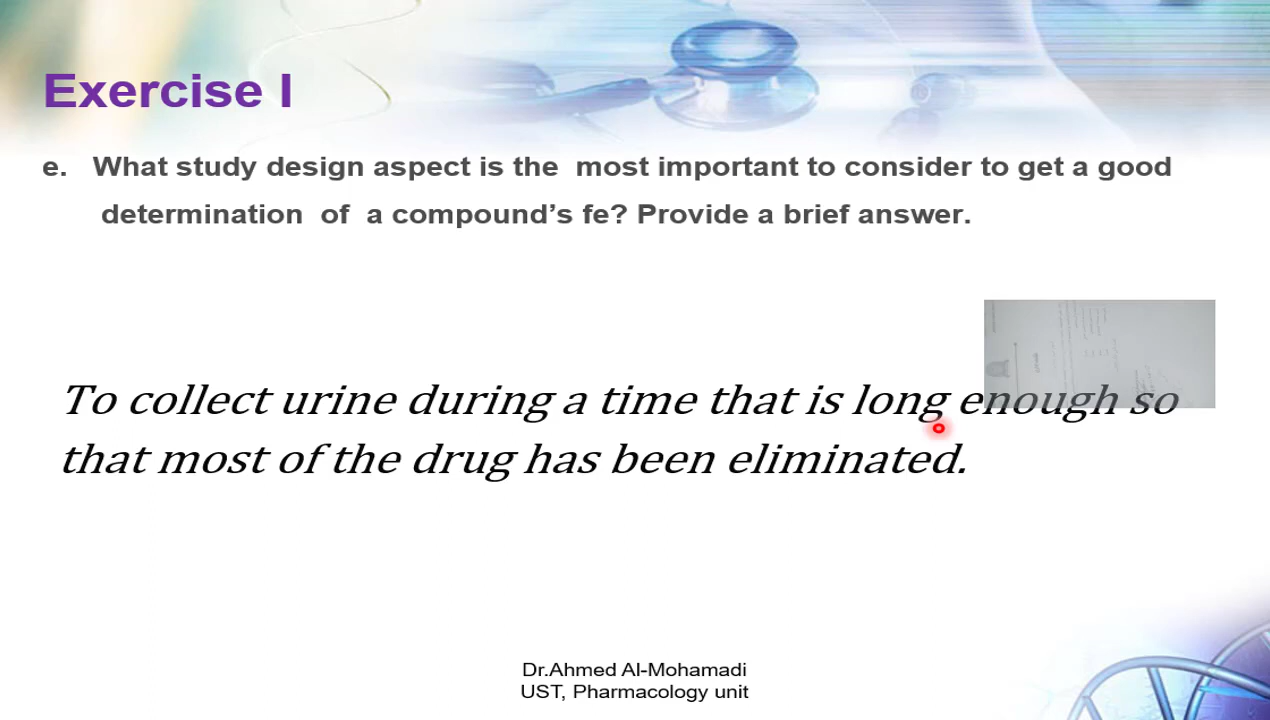 Exercise I
e. What study design aspect is the most important to consider to get a good
determination of a compound’s fe? Provide a brief answer.
To collect urine during a time that is long enough so
that most of the drug has been eliminated.
Dr.Ahmed Al-Mohamadi
UST, Pharmacology unit